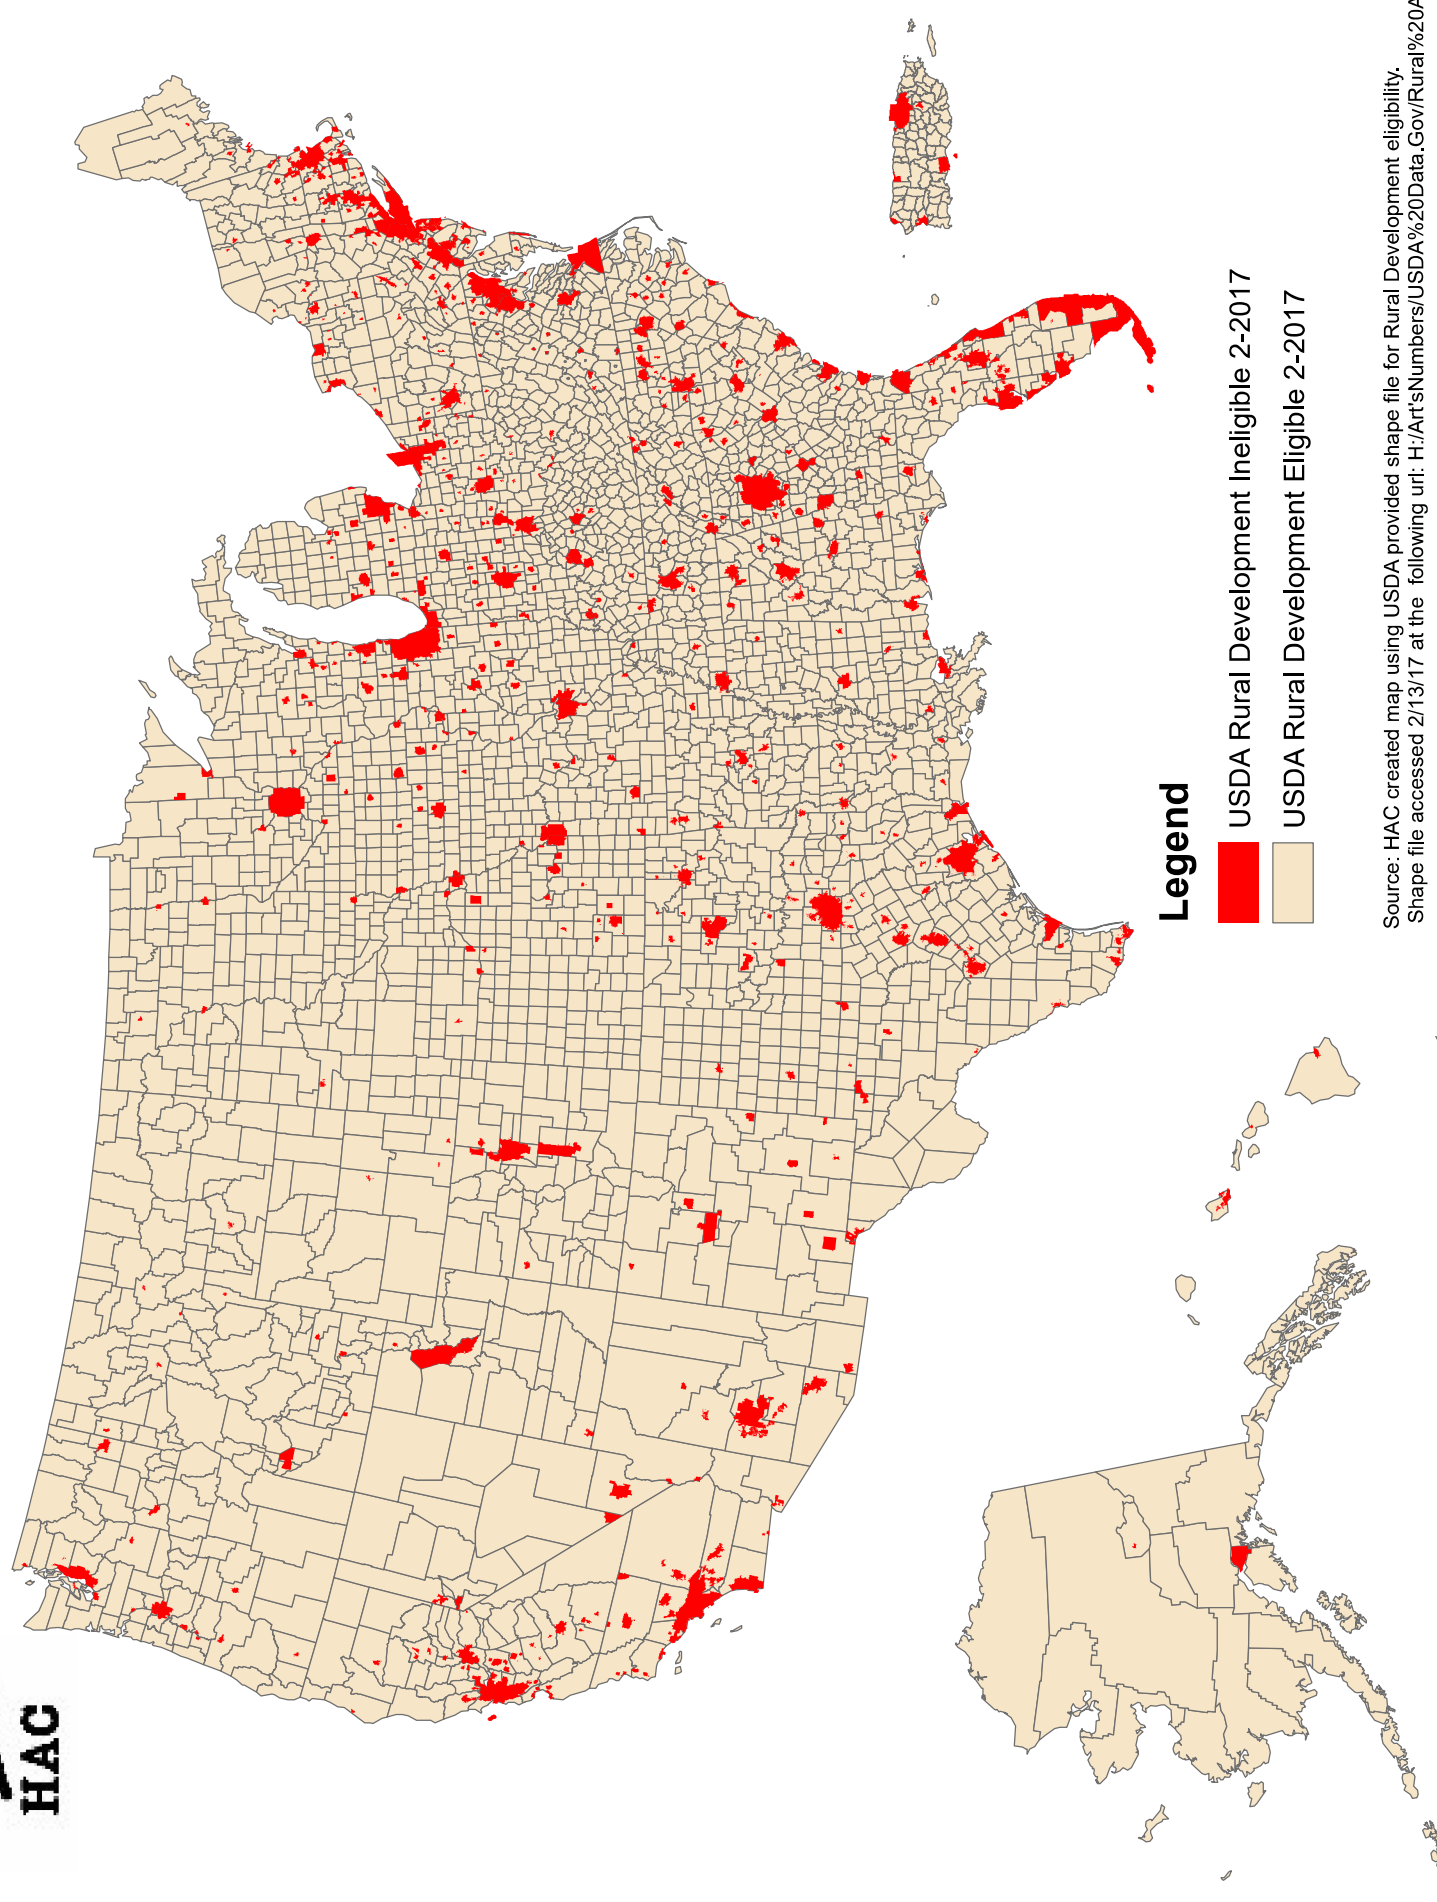 HAC
Legend
USDA Rural Development Ineligible 2-2017
USDA Rural Development Eligible 2-2017
Source: HAC created map using USDA provided shape file for Rural Development eligibility.
Shape file accessed 2/13/17 at the following url: H:/Art'sNumbers/USDA%20Data.Gov/Rural%20A